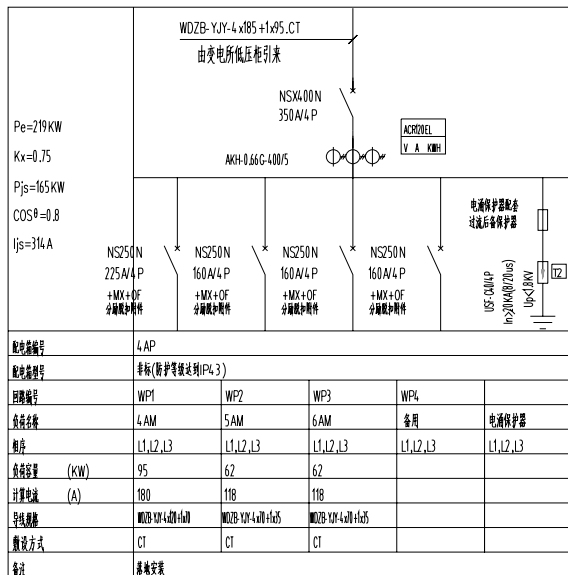 WDZB-YJY-4x185+1x95.CT
由变电所低压柜引来
NSX400N
350A/4P
ACR120EL
V A KWH
AKH-0.66G-400/5
Pe=219KW
Kx=0.75
Pjs=165KW
COSθ=0.8
Ijs=314A
电涌保护器配套
过流后备保护器
NS250N NS250N NS250N NS250N
225A/4P 160A/4P 160A/4P 160A/4P
+MX+OF +MX+OF +MX+OF +MX+OF
分励脱扣附件 分励脱扣附件 分励脱扣附件 分励脱扣附件
T2
USF-C40/4P
In≥20KA(8/20us)
Up<1.8KV
配电箱编号 4AP
配电箱型号 非标(防护等级达到IP43)
回路编号 WP1 WP2 WP3 WP4
负荷名称 4AM 5AM 6AM 备用 电涌保护器
相序 L1,L2,L3 L1,L2,L3 L1,L2,L3 L1,L2,L3 L1,L2,L3
负荷容量 (KW) 95 62 62
计算电流 (A) 180 118 118
导线规格 WDZB-YJY-4x120+1x70 WDZB-YJY-4x70+1x35 WDZB-YJY-4x70+1x35
敷设方式 CT CT CT
备注 落地安装